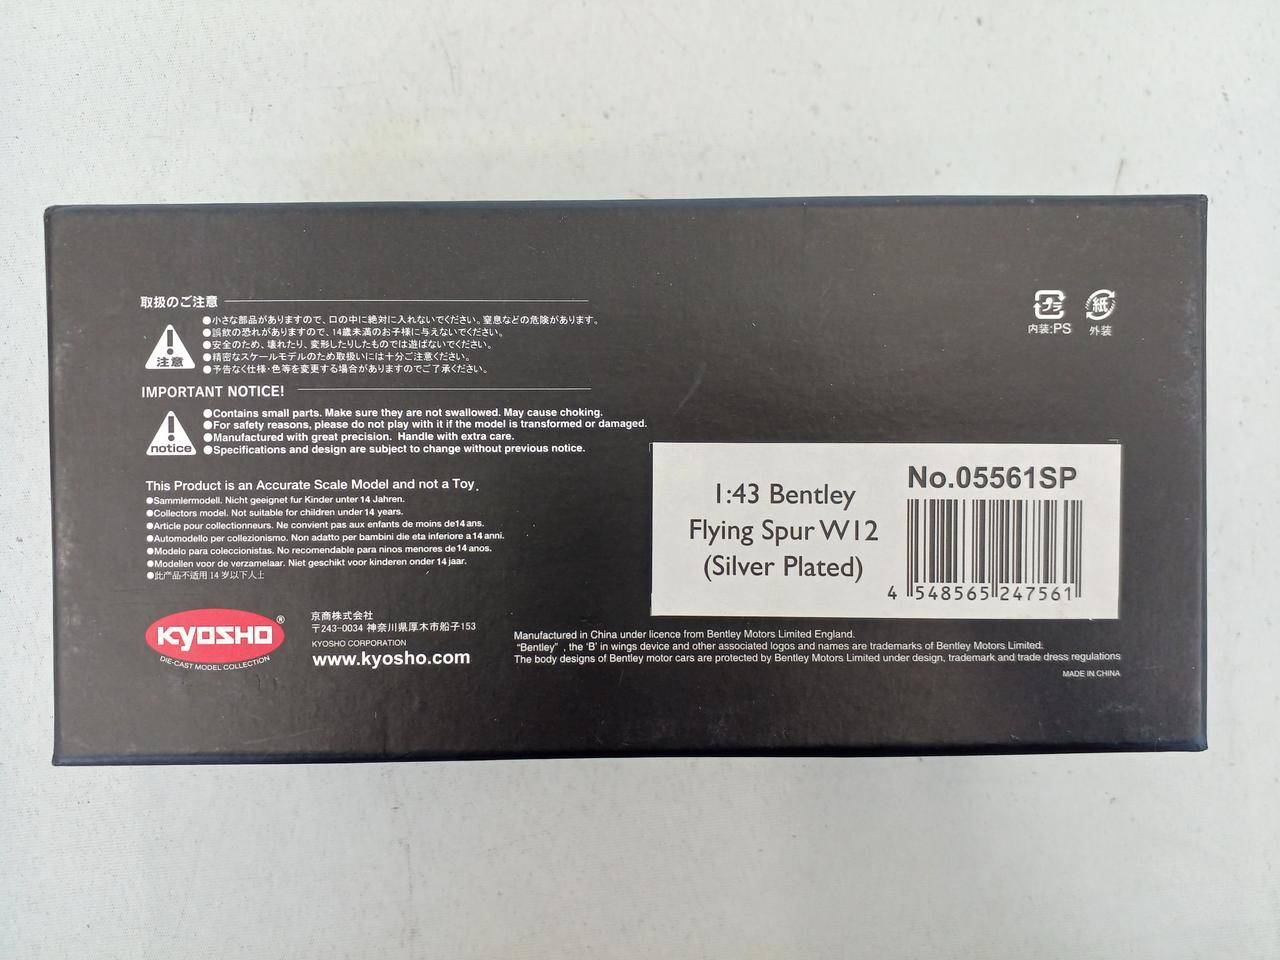 取扱のご注意
注意
●小さな部品がありますので、口の中に絶対に入れないでください。窒息などの危険があります。
●誤飲の恐れがありますので、14歳未満のお子様に与えないでください。
●安全のため、壊れたり、変形したりしたものでは遊ばないでください。
●精密なスケールモデルのため取扱いには十分ご注意ください。
●予告なく仕様・色等を変更する場合がありますのでご了承ください。
IMPORTANT NOTICE!
notice
●Contains small parts. Make sure they are not swallowed. May cause choking.
●For safety reasons, please do not play with it if the model is transformed or damaged.
●Manufactured with great precision. Handle with extra care.
●Specifications and design are subject to change without previous notice.
This Product is an Accurate Scale Model and not a Toy.
●Sammlermodell. Nicht geeignet fur Kinder unter 14 Jahren.
●Collectors model. Not suitable for children under 14 years.
●Article pour collectionneurs. Ne convient pas aux enfants de moins de14 ans.
●Automodello per collezionismo. Non adatto per bambini die eta inferiore a 14 anni.
●Modelo para coleccionistas. No recomendable para ninos menores de 14 anos.
●Modellen voor de verzamelaar. Niet geschikt voor kinderen onder 14 jaar.
●此产品不适用 14 岁以下人士
KYOSHO®
DIE-CAST MODEL COLLECTION
京商株式会社
〒243-0034 神奈川県厚木市船子153
KYOSHO CORPORATION
www.kyosho.com
プラ
内装:PS
紙
外装
1:43 Bentley
Flying Spur W12
(Silver Plated)
No.05561SP
4 548565 247561
Manufactured in China under licence from Bentley Motors Limited England.
"Bentley" , the 'B' in wings device and other associated logos and names are trademarks of Bentley Motors Limited.
The body designs of Bentley motor cars are protected by Bentley Motors Limited under design, trademark and trade dress regulations
MADE IN CHINA